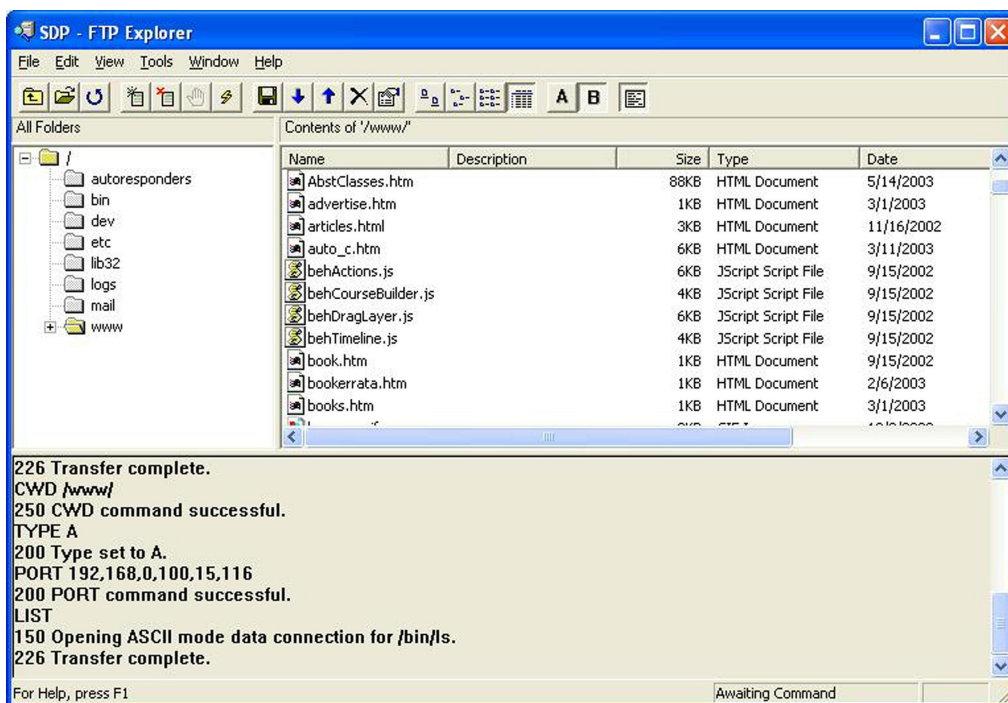 SDP - FTP Explorer
File Edit View Tools Window Help
A B
All Folders
Contents of '/www/'
/
autoresponders
bin
dev
etc
lib32
logs
mail
www
Name Description Size Type Date
AbstClasses.htm 88KB HTML Document 5/14/2003
advertise.htm 1KB HTML Document 3/1/2003
articles.html 3KB HTML Document 11/16/2002
auto_c.htm 6KB HTML Document 3/11/2003
behActions.js 6KB JScript Script File 9/15/2002
behCourseBuilder.js 4KB JScript Script File 9/15/2002
behDragLayer.js 6KB JScript Script File 9/15/2002
behTimeline.js 4KB JScript Script File 9/15/2002
book.htm 1KB HTML Document 9/15/2002
bookerrata.htm 1KB HTML Document 2/6/2003
books.htm 1KB HTML Document 3/1/2003
226 Transfer complete.
CWD /www/
250 CWD command successful.
TYPE A
200 Type set to A.
PORT 192,168,0,100,15,116
200 PORT command successful.
LIST
150 Opening ASCII mode data connection for /bin/ls.
226 Transfer complete.
For Help, press F1
Awaiting Command